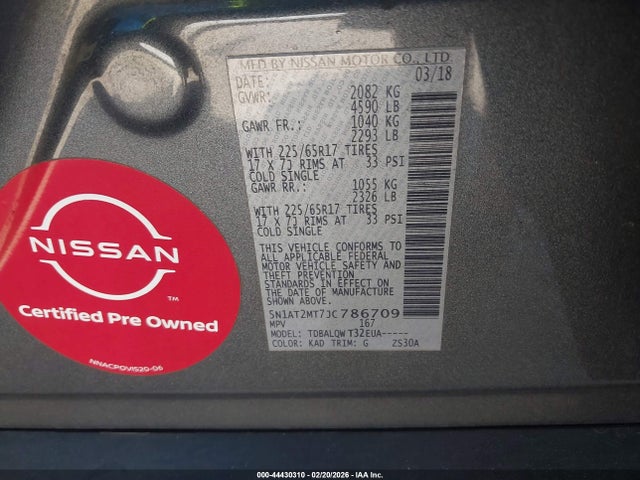 MFD BY NISSAN MOTOR CO., LTD.
DATE: 03/18
GVWR: 2082 KG
4590 LB
GAWR FR.: 1040 KG
2293 LB
WITH 225/65R17 TIRES
17 X 7J RIMS AT 33 PSI
COLD SINGLE
GAWR RR.: 1055 KG
2326 LB
WITH 225/65R17 TIRES
17 X 7J RIMS AT 33 PSI
COLD SINGLE
THIS VEHICLE CONFORMS TO
ALL APPLICABLE FEDERAL
MOTOR VEHICLE SAFETY AND
THEFT PREVENTION
STANDARDS IN EFFECT ON
THE DATE OF MANUFACTURE
SHOWN ABOVE.
5N1AT2MT7JC786709
MPV 167
MODEL: TDBALQWT32EUA-----
COLOR: KAD TRIM: G ZS30A
NISSAN
TM
Certified Pre Owned
NNACPOVIS20-06
000-44430310 - 02/20/2026 - IAA Inc.